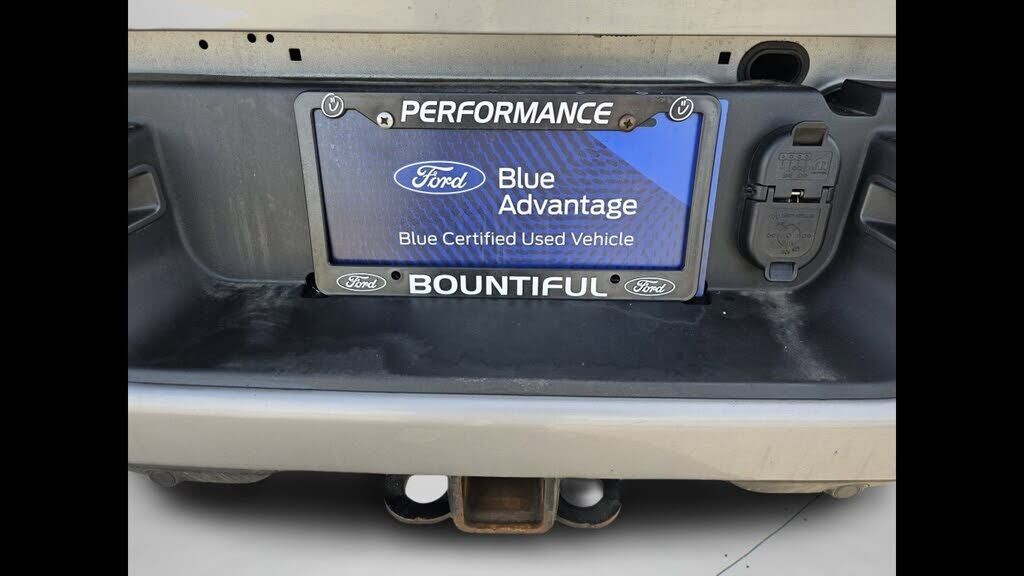 PERFORMANCE
Ford
Blue
Advantage
Blue Certified Used Vehicle
Ford BOUNTIFUL Ford